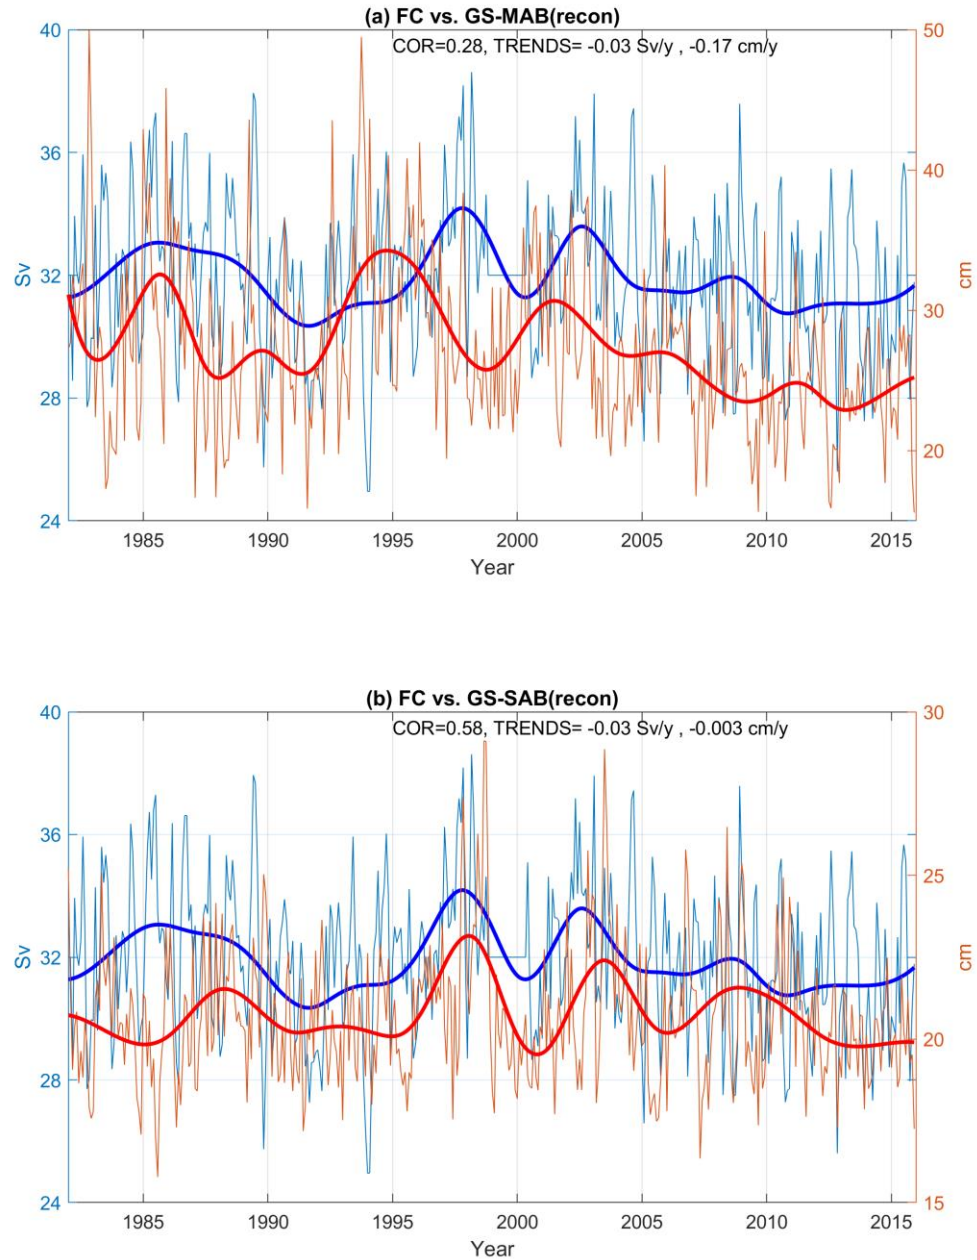 (a) FC vs. GS-MAB(recon)
COR=0.28, TRENDS= -0.03 Sv/y , -0.17 cm/y
40
36
32
28
24
Sv
50
40
30
20
cm
1985 1990 1995 2000 2005 2010 2015
Year
(b) FC vs. GS-SAB(recon)
COR=0.58, TRENDS= -0.03 Sv/y , -0.003 cm/y
40
36
32
28
24
Sv
30
25
20
15
cm
1985 1990 1995 2000 2005 2010 2015
Year